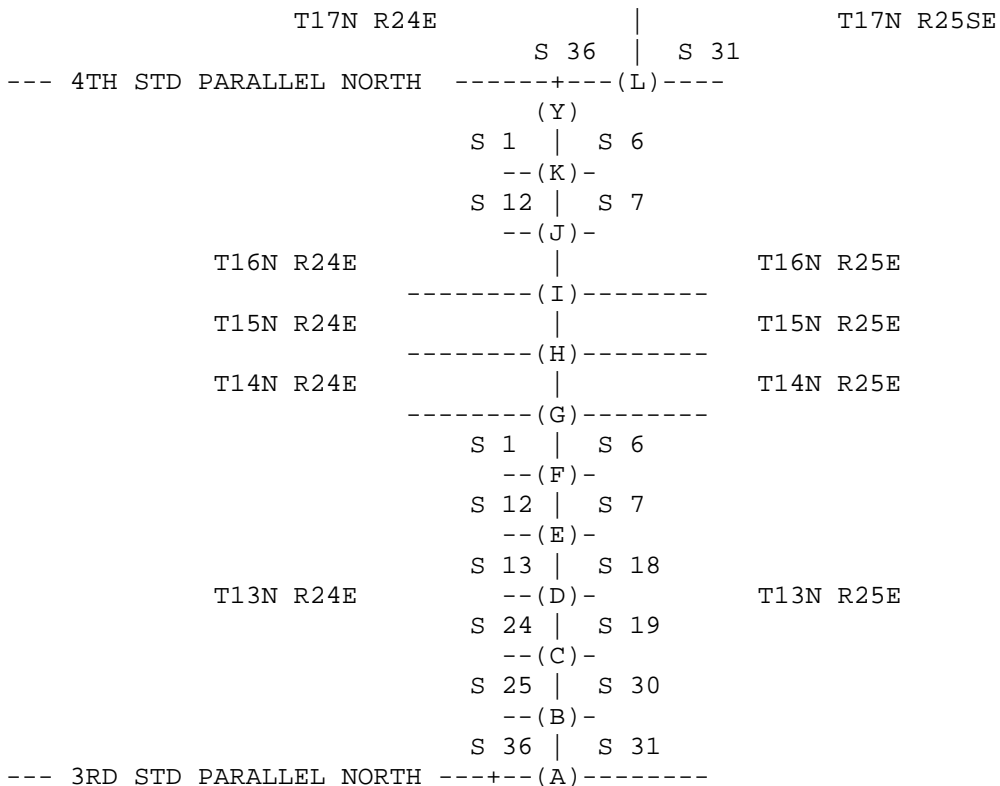 T17N R24E | T17N R25SE
S 36 | S 31
--- 4TH STD PARALLEL NORTH ------+---(L)----
(Y)
S 1 | S 6
--(K)-
S 12 | S 7
--(J)-
T16N R24E | T16N R25E
--------(I)--------
T15N R24E | T15N R25E
--------(H)--------
T14N R24E | T14N R25E
--------(G)--------
S 1 | S 6
--(F)-
S 12 | S 7
--(E)-
S 13 | S 18
T13N R24E --(D)- T13N R25E
S 24 | S 19
--(C)-
S 25 | S 30
--(B)-
S 36 | S 31
--- 3RD STD PARALLEL NORTH ---+--(A)--------